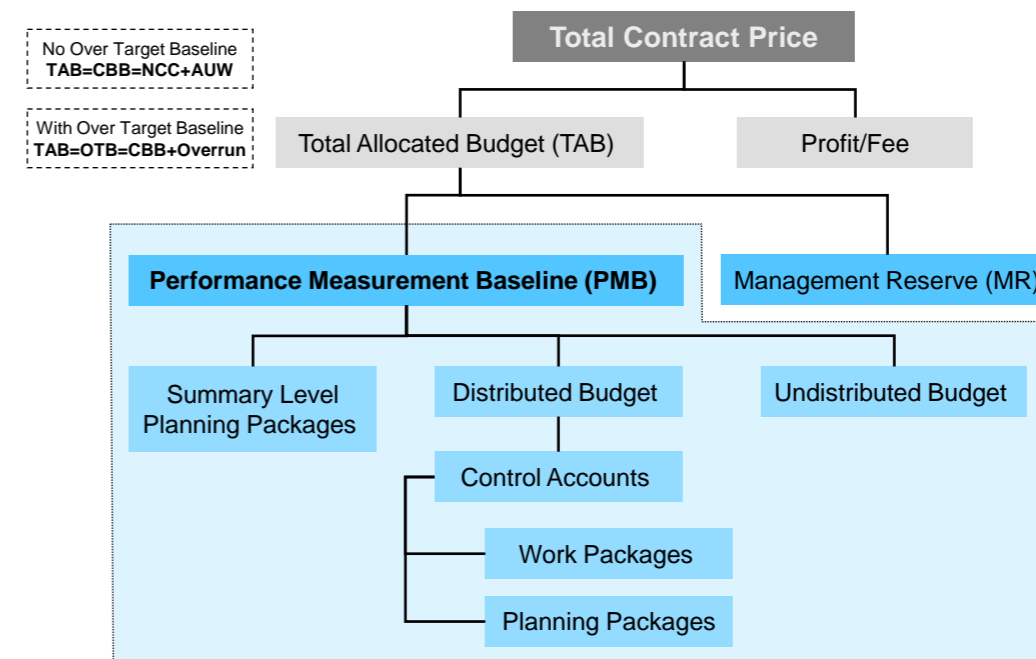 No Over Target Baseline
TAB=CBB=NCC+AUW
With Over Target Baseline
TAB=OTB=CBB+Overrun
Total Contract Price
Total Allocated Budget (TAB)
Profit/Fee
Performance Measurement Baseline (PMB)
Management Reserve (MR)
Summary Level
Planning Packages
Distributed Budget
Undistributed Budget
Control Accounts
Work Packages
Planning Packages